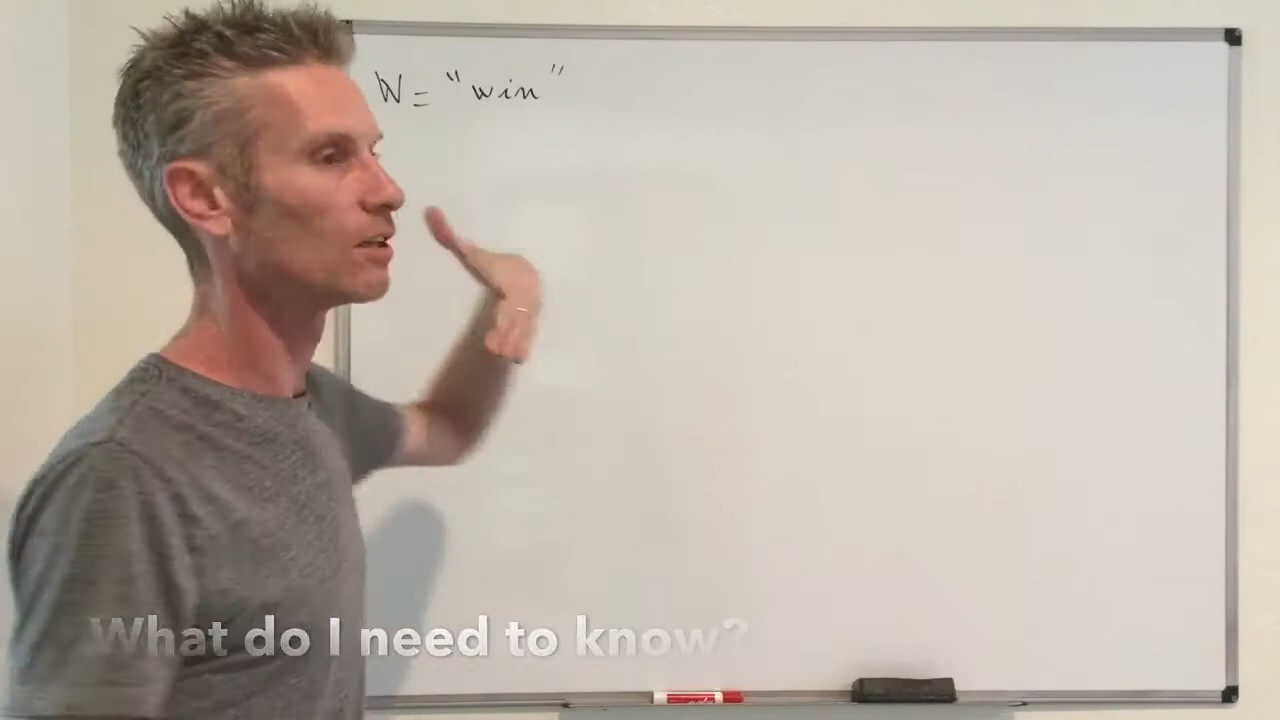 W = "win"
What do I need to know?